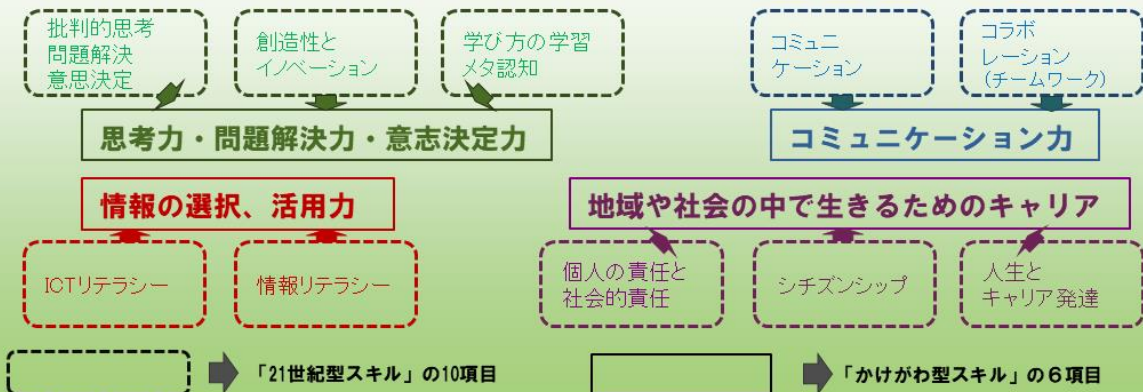 批判的思考
問題解決
意思決定
創造性と
イノベーション
学び方の学習
メタ認知
コミュニ
ケーション
コラボ
レーション
(チームワーク)
思考力・問題解決力・意志決定力
コミュニケーション力
情報の選択、活用力
地域や社会の中で生きるためのキャリア
ICTリテラシー
情報リテラシー
個人の責任と
社会的責任
シチズンシップ
人生と
キャリア発達
「21世紀型スキル」の10項目
「かけがわ型スキル」の６項目